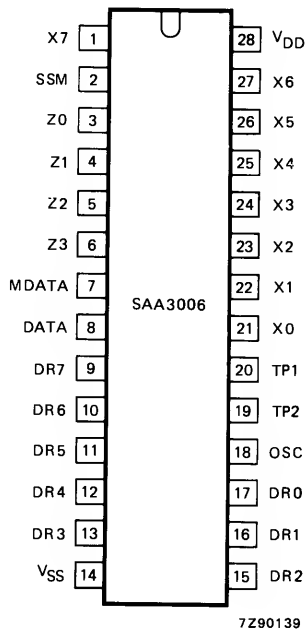 X7 1 28 VDD
SSM 2 27 X6
Z0 3 26 X5
Z1 4 25 X4
Z2 5 24 X3
Z3 6 23 X2
MDATA 7 22 X1
SAA3006
DATA 8 21 X0
DR7 9 20 TP1
DR6 10 19 TP2
DR5 11 18 OSC
DR4 12 17 DR0
DR3 13 16 DR1
VSS 14 15 DR2
7Z90139